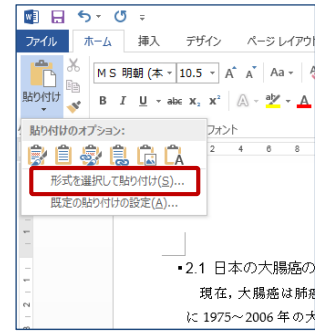 ファイル ホーム 挿入 デザイン ページ レイアウ
MS 明朝 (本 10.5 A A Aa
貼り付け
B I U abc x₂ x² A A
貼り付けのオプション:
フォント
2 4 6 8
形式を選択して貼り付け(S)...
既定の貼り付けの設定(A)...
2.1 日本の大腸癌の
現在，大腸癌は肺癌
に 1975～2006 年の大